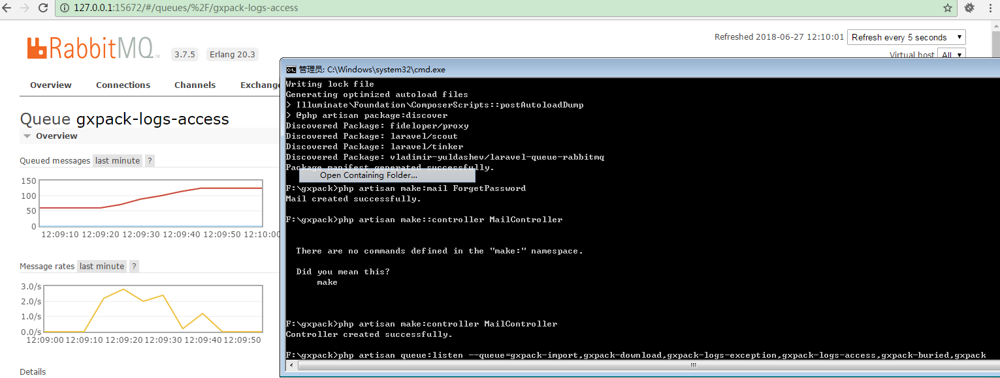 127.0.0.1:15672/#/queues/%2F/gxpack-logs-access
RabbitMQ TM 3.7.5 Erlang 20.3
Refreshed 2018-06-27 12:10:01 Refresh every 5 seconds
Virtual host All
Overview Connections Channels Exchange
Queue gxpack-logs-access
Overview
Queued messages last minute ?
150
100
50
0
12:09:10 12:09:20 12:09:30 12:09:40 12:09:50 12:10:00
Message rates last minute ?
3.0/s
2.0/s
1.0/s
0.0/s
12:09:00 12:09:10 12:09:20 12:09:30 12:09:40 12:09:50
Details
管理员: C:\Windows\system32\cmd.exe
Writing lock file
Generating optimized autoload files
> Illuminate\Foundation\ComposerScripts::postAutoloadDump
> @php artisan package:discover
Discovered Package: fideloper/proxy
Discovered Package: laravel/scout
Discovered Package: laravel/tinker
Discovered Package: vladimir-yuldashev/laravel-queue-rabbitmq
Package manifest generated successfully.
Open Containing Folder...
F:\gxpack>php artisan make:mail ForgetPassword
Mail created successfully.
F:\gxpack>php artisan make::controller MailController
There are no commands defined in the "make:" namespace.
Did you mean this?
make
F:\gxpack>php artisan make:controller MailController
Controller created successfully.
F:\gxpack>php artisan queue:listen --queue=gxpack-import,gxpack-download,gxpack-logs-exception,gxpack-logs-access,gxpack-buried,gxpack